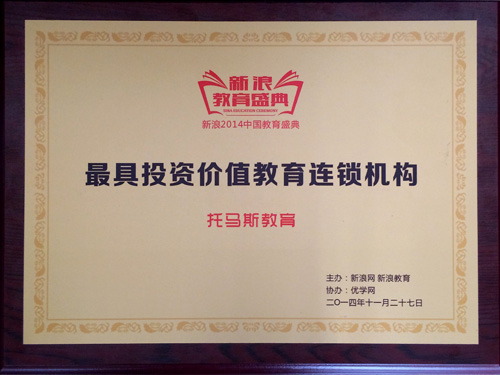 新浪
教育盛典
SINA EDUCATION CEREMONY
新浪2014中国教育盛典
最具投资价值教育连锁机构
托马斯教育
主办：新浪网 新浪教育
协办：优学网
二〇一四年十一月二十七日